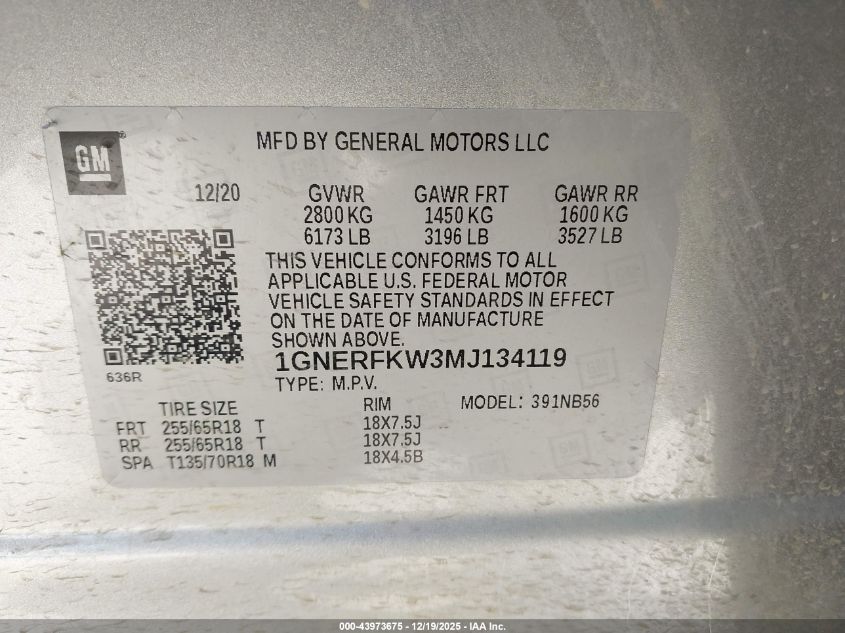 GM
MFD BY GENERAL MOTORS LLC
12/20 GVWR GAWR FRT GAWR RR
2800 KG 1450 KG 1600 KG
6173 LB 3196 LB 3527 LB
THIS VEHICLE CONFORMS TO ALL
APPLICABLE U.S. FEDERAL MOTOR
VEHICLE SAFETY STANDARDS IN EFFECT
ON THE DATE OF MANUFACTURE
SHOWN ABOVE.
1GNERFKW3MJ134119
636R
TYPE: M.P.V.
TIRE SIZE RIM MODEL: 391NB56
FRT 255/65R18 T 18X7.5J
RR 255/65R18 T 18X7.5J
SPA T135/70R18 M 18X4.5B
000-43973675 - 12/19/2025 - IAA Inc.